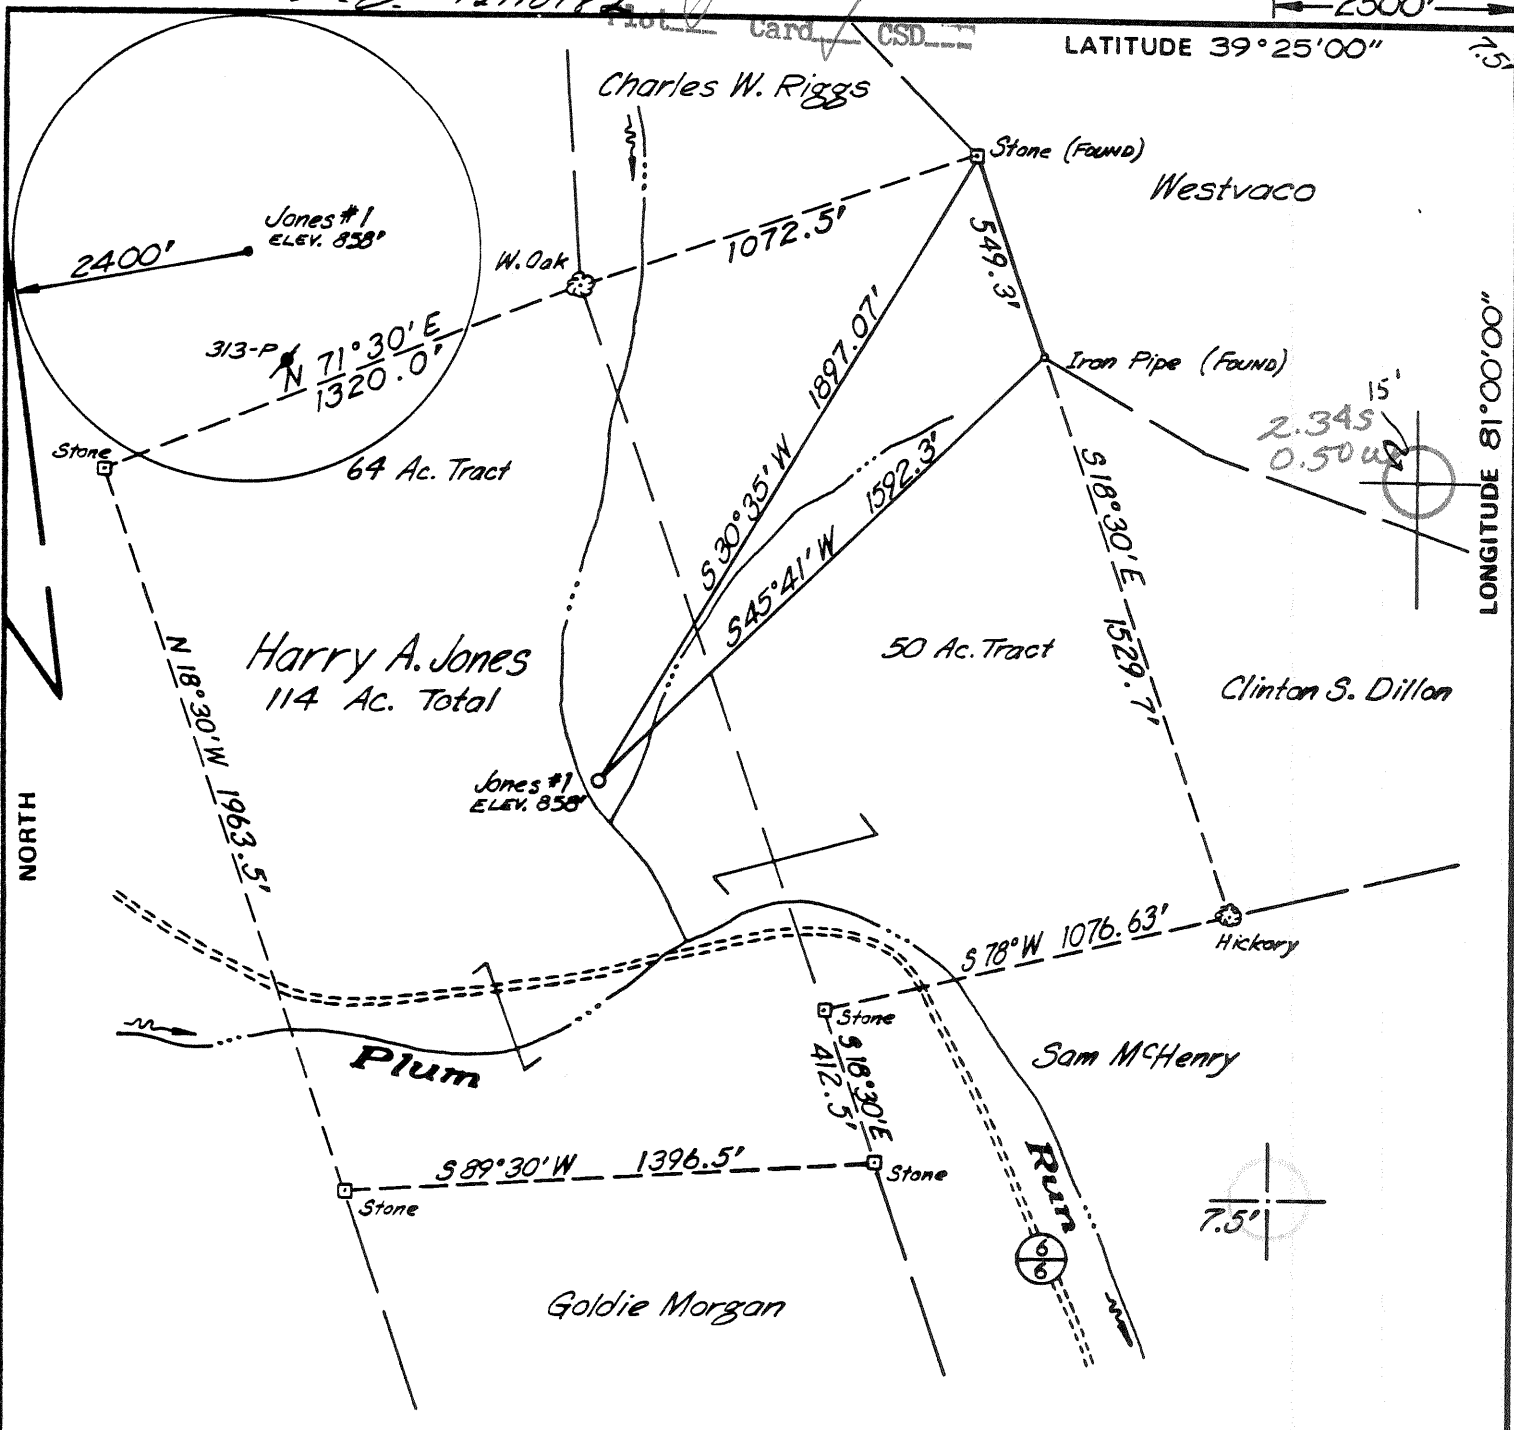 2500'
Plot Card CSD
LATITUDE 39°25'00"
7.5'
Charles W. Riggs
Stone (FOUND)
Westvaco
Jones #1
ELEV. 858'
2400'
W. Oak
1072.5'
549.3'
313-P
N 71°30' E
1320.0'
1897.07'
Iron Pipe (FOUND)
15'
2.34S
0.50 W
LONGITUDE 81°00'00"
Stone
64 Ac. Tract
S 30°35' W
1592.3'
S 45°41' W
S 18°30' E
1529.7'
N 18°30' W 1963.5'
Harry A. Jones
114 Ac. Total
50 Ac. Tract
Clinton S. Dillon
Jones #1
ELEV. 858'
NORTH
S 78° W 1076.63'
Hickory
Stone
Plum
S 18°30' E
412.5'
Sam McHenry
S 89°30' W 1396.5'
Stone
Stone
Run
7.5'
6
6
Goldie Morgan